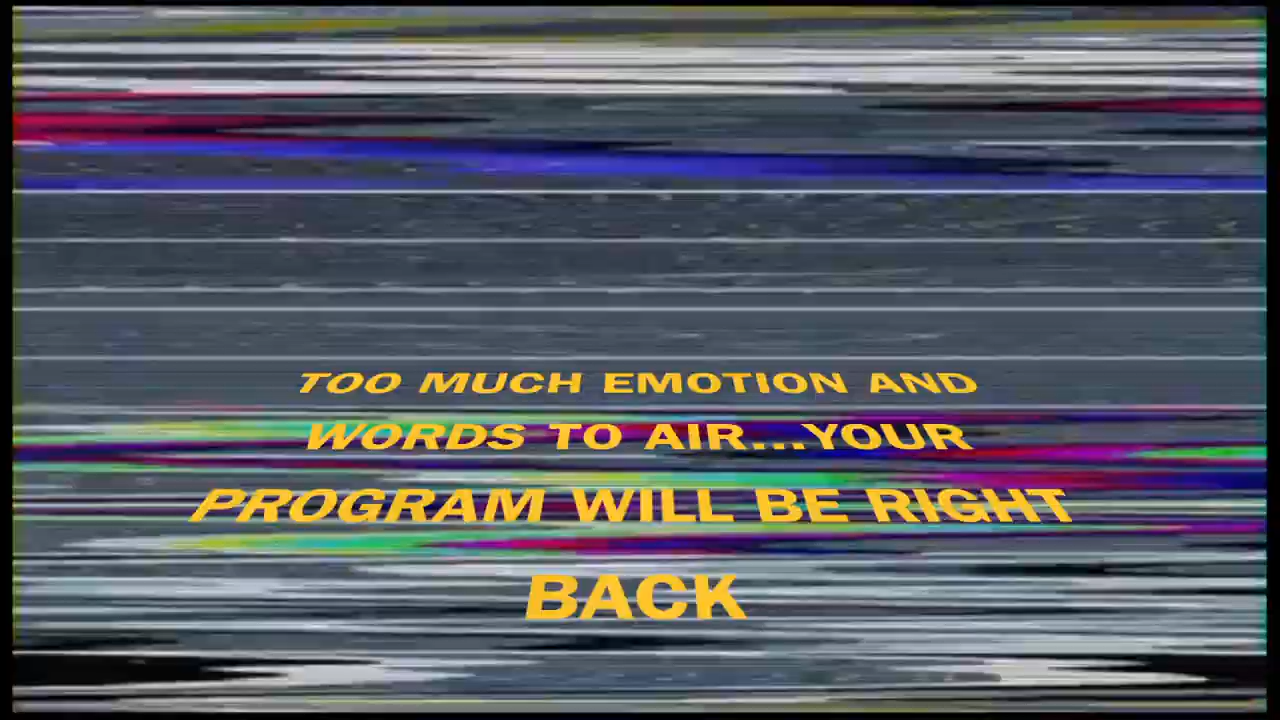 TOO MUCH EMOTION AND
WORDS TO AIR...YOUR
PROGRAM WILL BE RIGHT
BACK